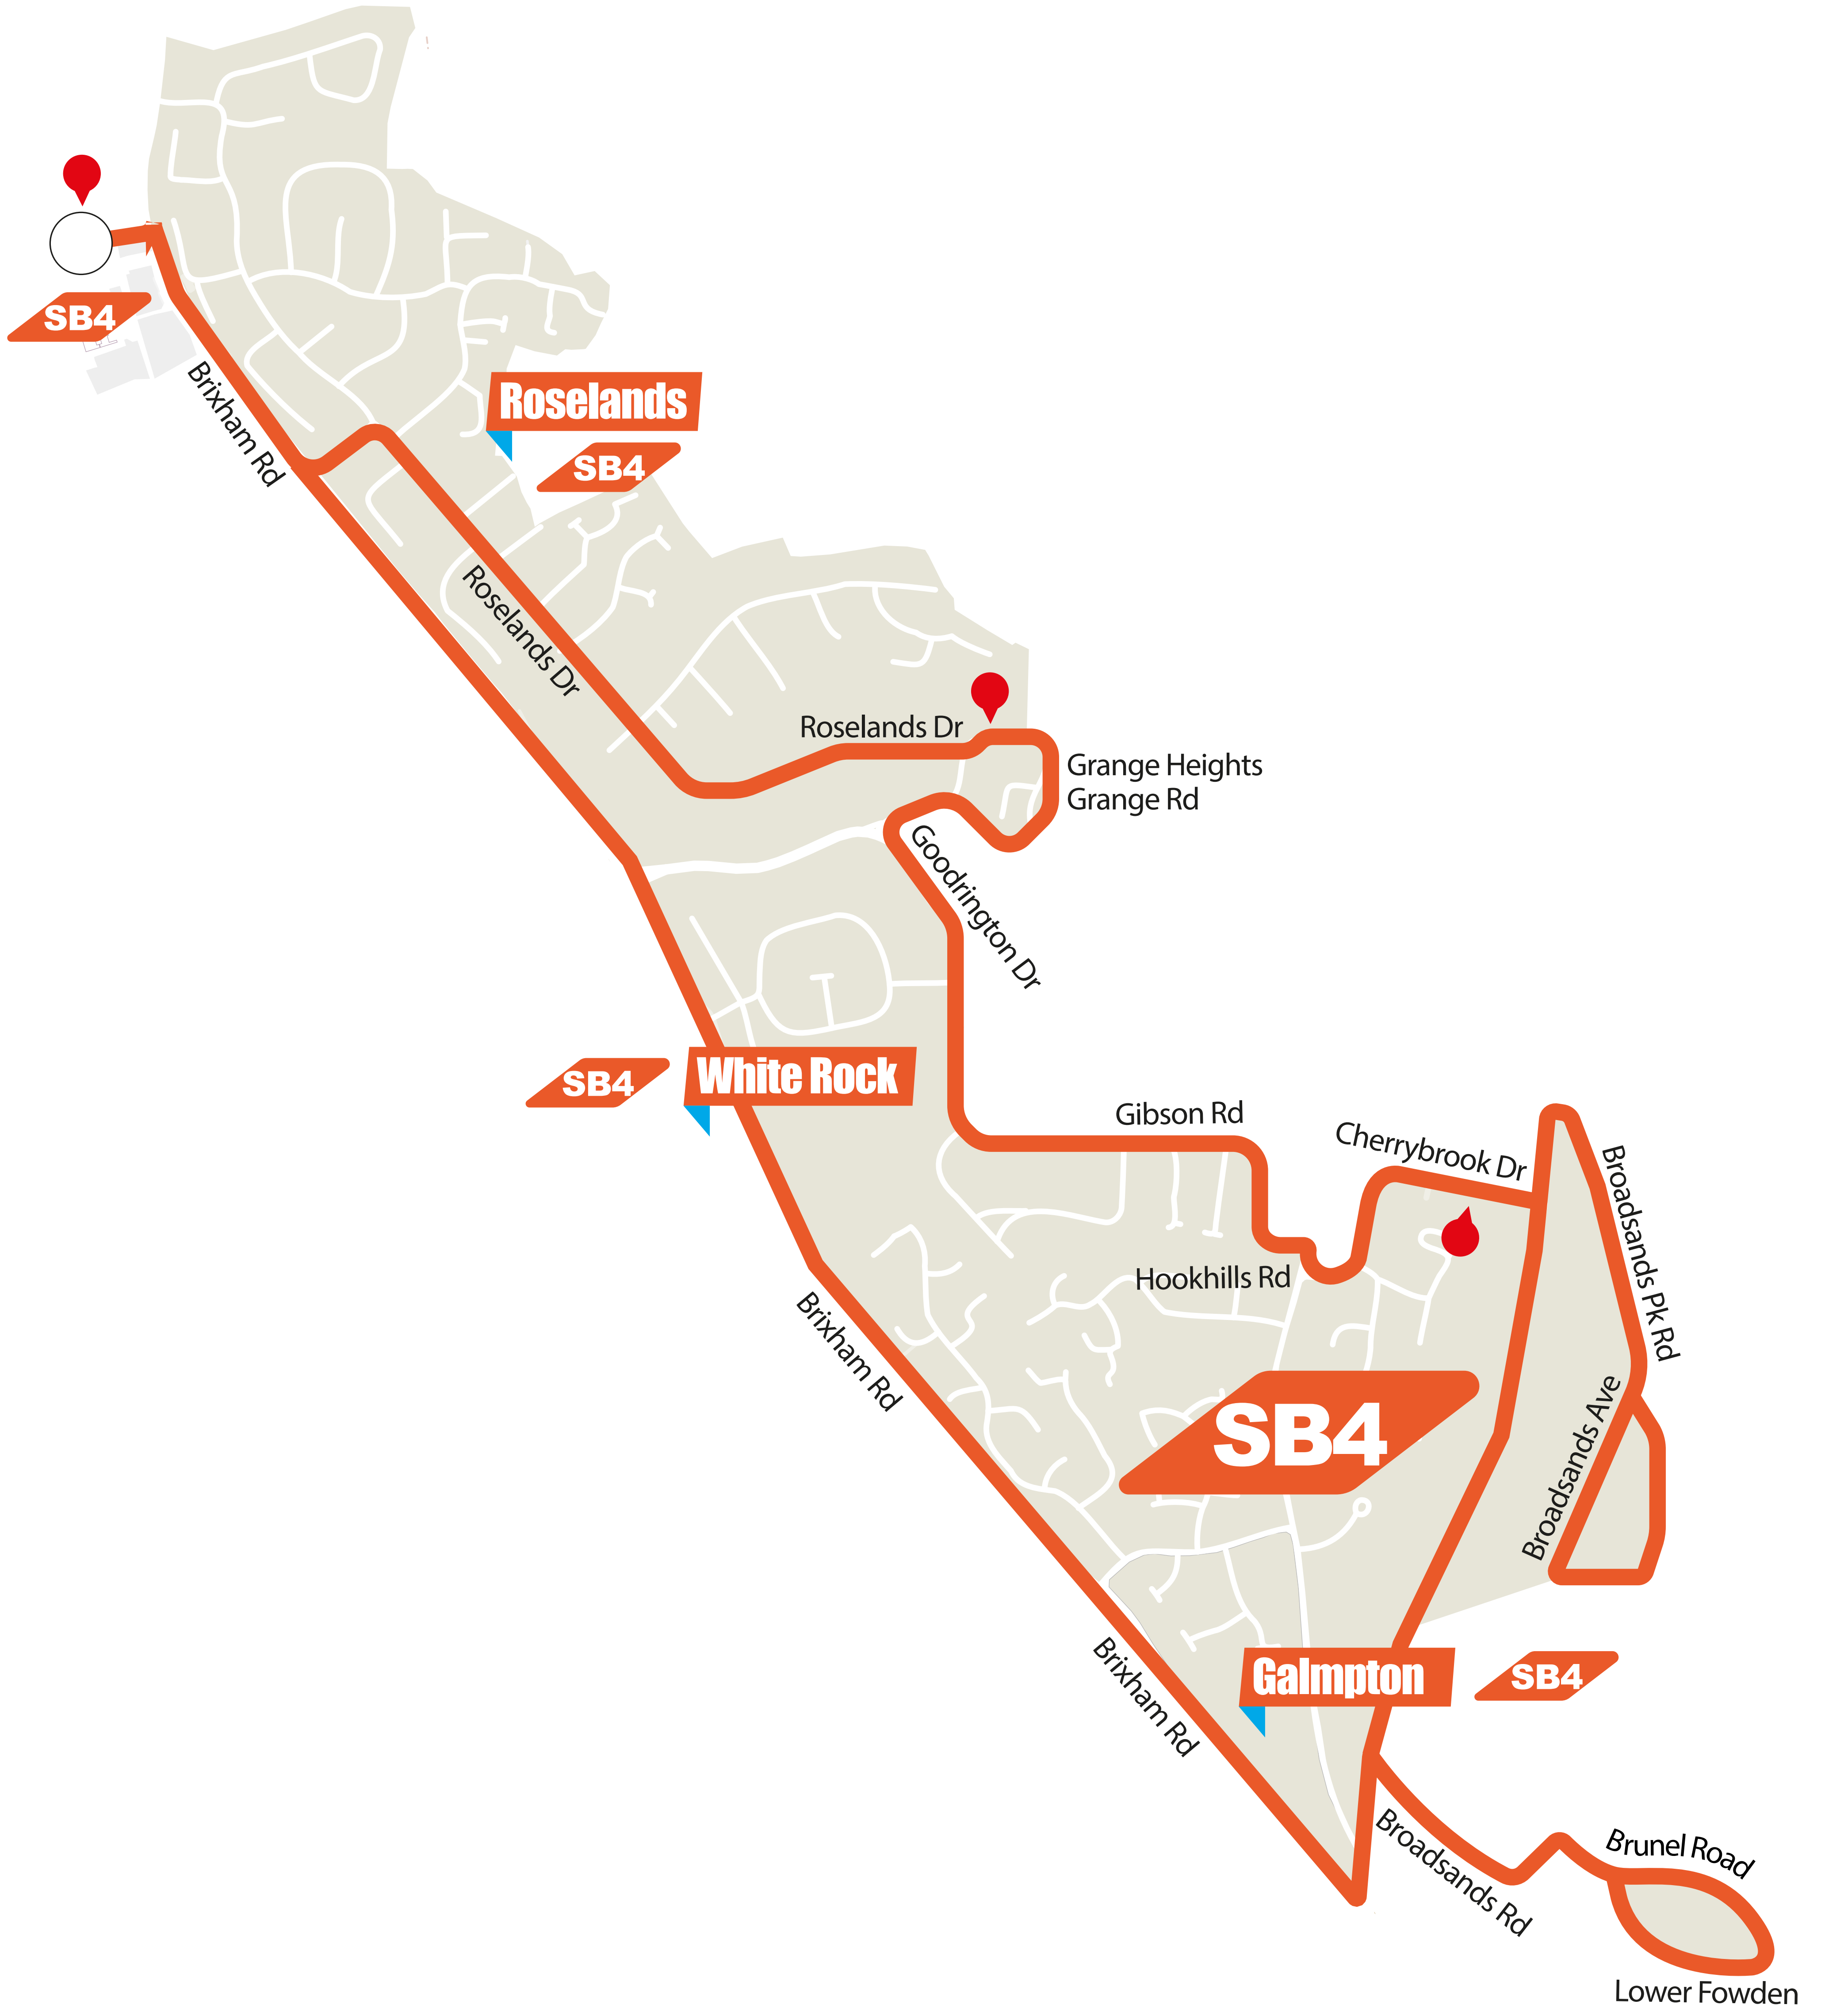 SB4
Brixham Rd
Roselands
SB4
Roselands Dr
Roselands Dr
Grange Heights
Grange Rd
Goodrington Dr
SB4
White Rock
Gibson Rd
Cherrybrook Dr
Broadsands Pk Rd
Hookhills Rd
Brixham Rd
SB4
Broadsands Ave
Brixham Rd
Galmpton
SB4
Broadsands Rd
Brunel Road
Lower Fowden